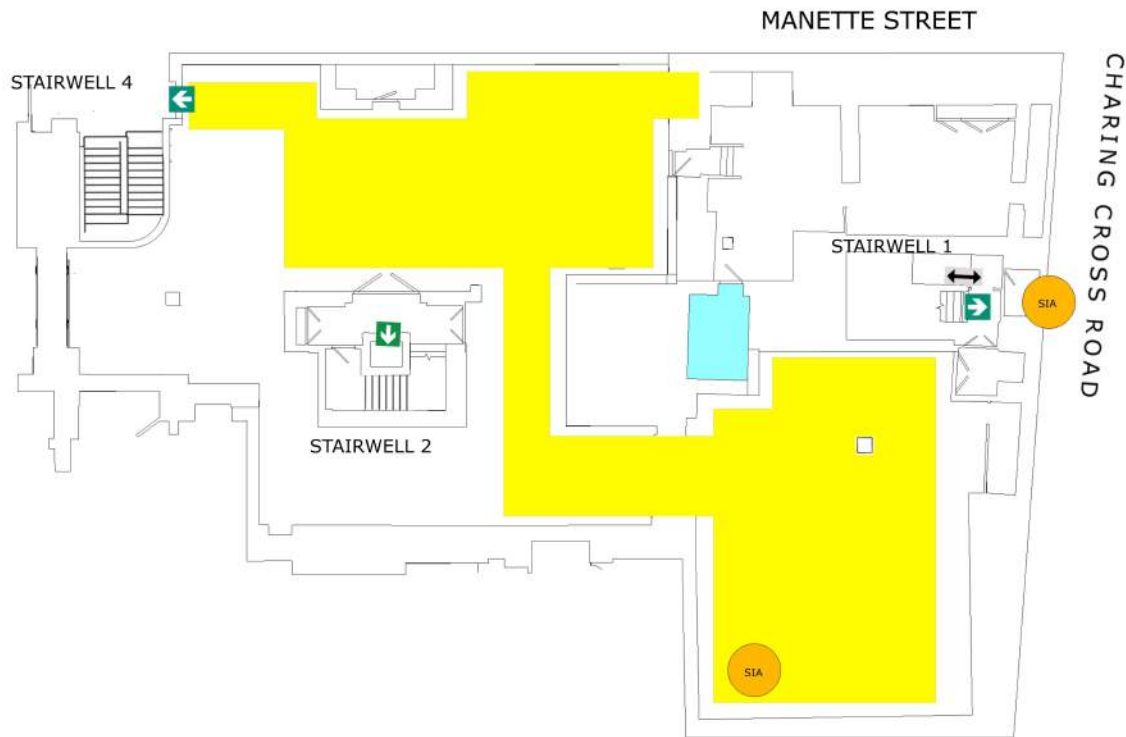 MANETTE STREET
STAIRWELL 4
CHARING CROSS ROAD
STAIRWELL 1
SIA
STAIRWELL 2
SIA